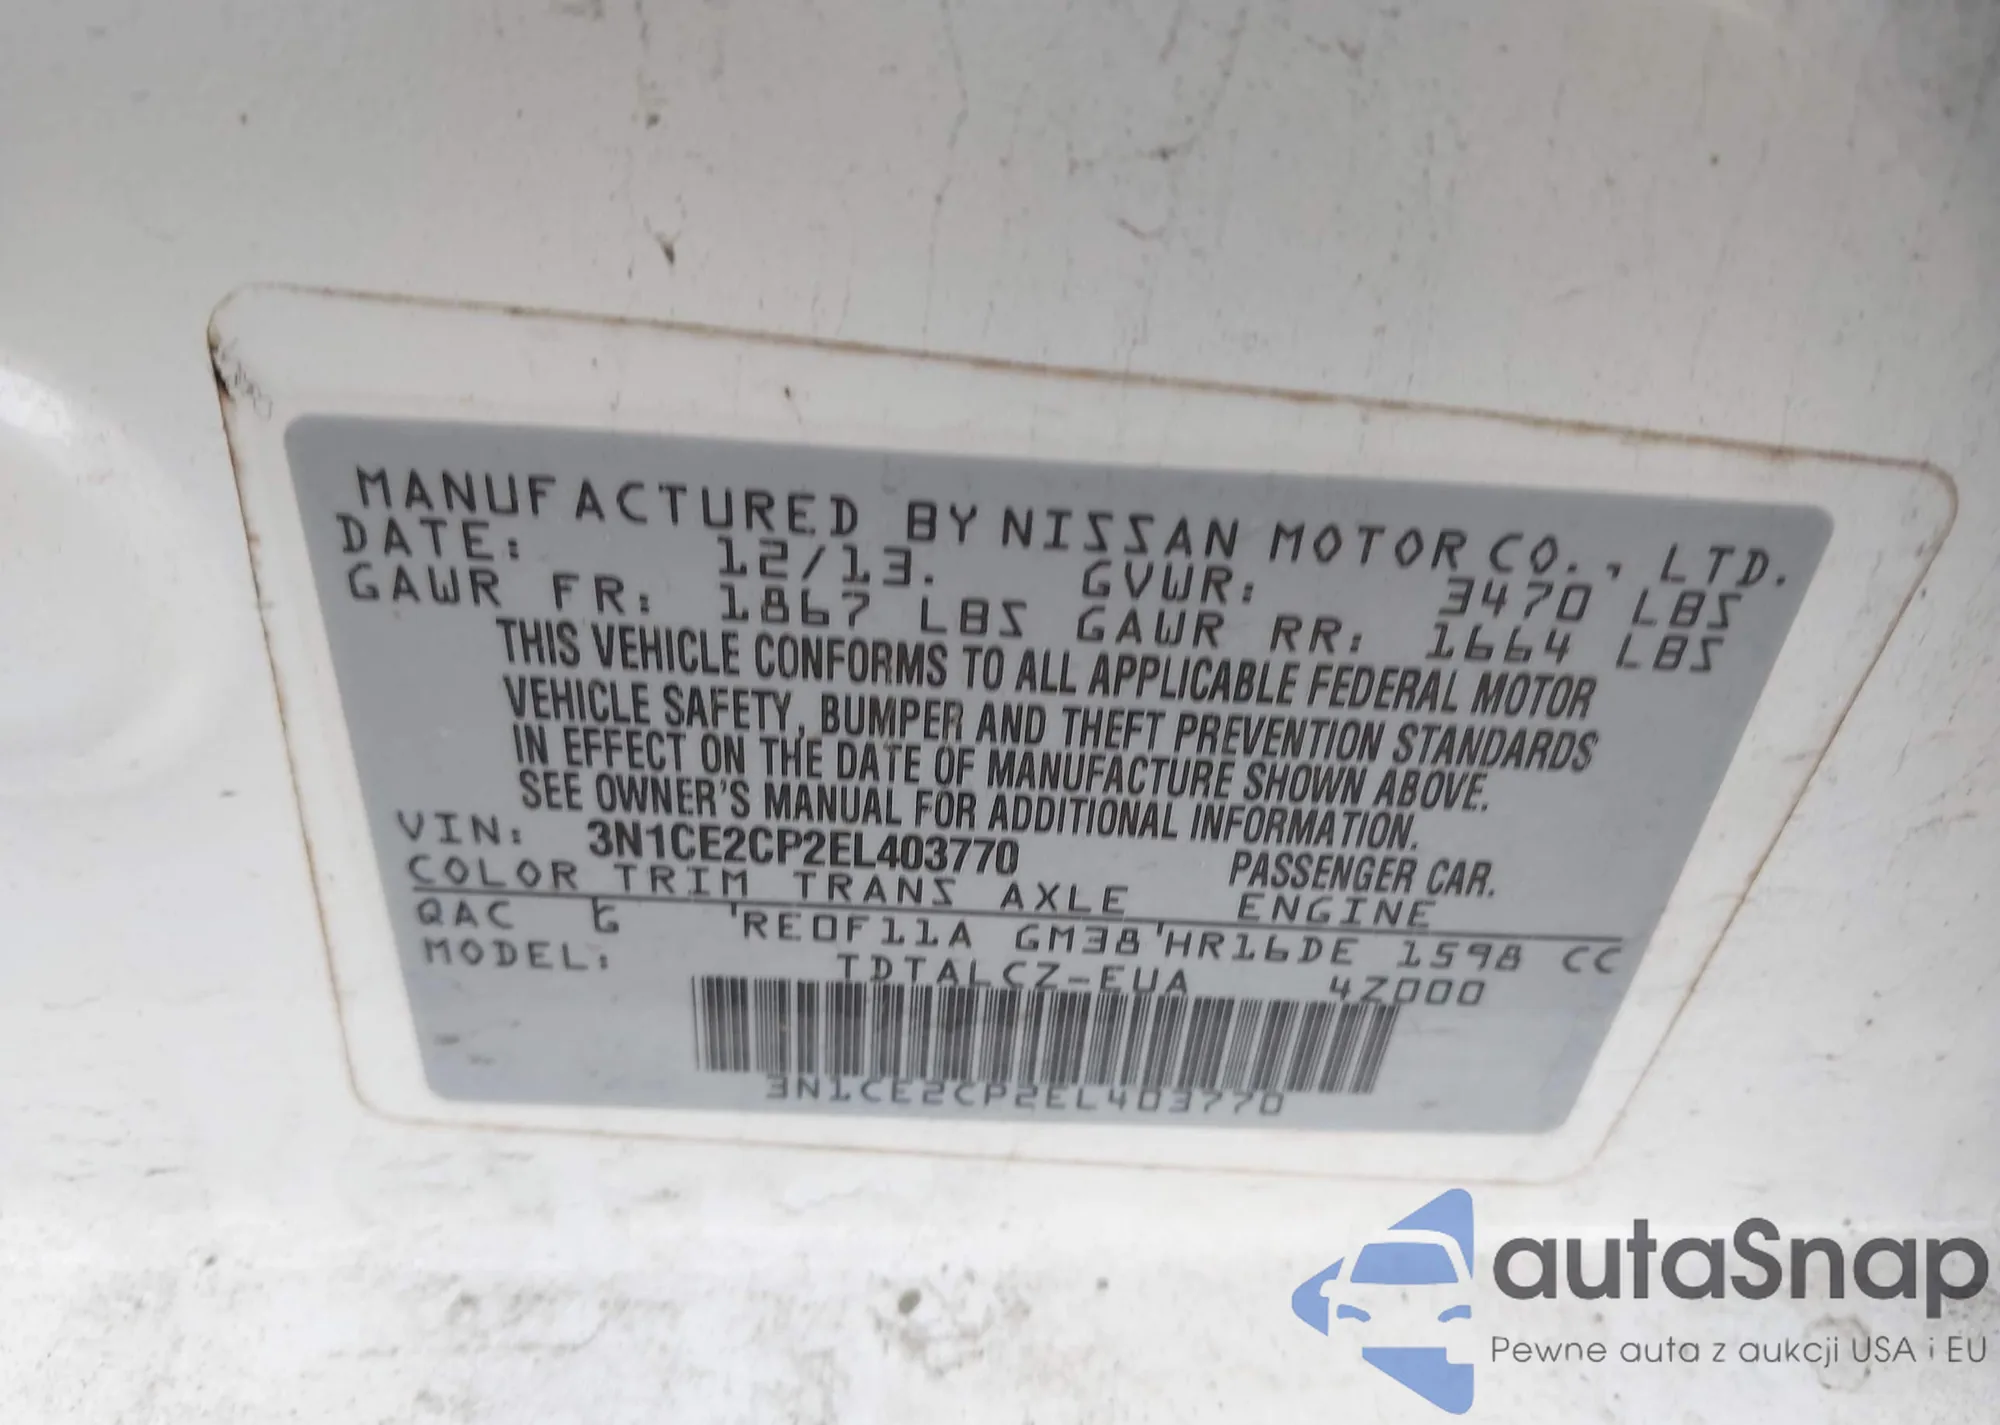 MANUFACTURED BY NISSAN MOTOR CO., LTD.
DATE: 12/13. GVWR: 3470 LBS
GAWR FR: 1867 LBS GAWR RR: 1664 LBS
THIS VEHICLE CONFORMS TO ALL APPLICABLE FEDERAL MOTOR
VEHICLE SAFETY, BUMPER AND THEFT PREVENTION STANDARDS
IN EFFECT ON THE DATE OF MANUFACTURE SHOWN ABOVE.
SEE OWNER'S MANUAL FOR ADDITIONAL INFORMATION.
VIN: 3N1CE2CP2EL403770 PASSENGER CAR.
COLOR TRIM TRANS AXLE ENGINE
QAC G 'RE0F11A GM38 'HR16DE 1598 CC
MODEL: TDTALCZ-EUA 4Z000
3N1CE2CP2EL403770
autaSnap
Pewne auta z aukcji USA i EU